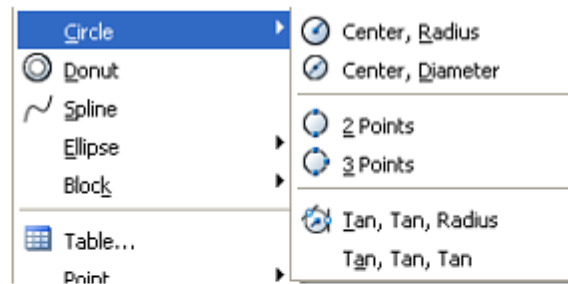 Circle
Donut
Spline
Ellipse
Block
Table...
Point
Center, Radius
Center, Diameter
2 Points
3 Points
Tan, Tan, Radius
Tan, Tan, Tan